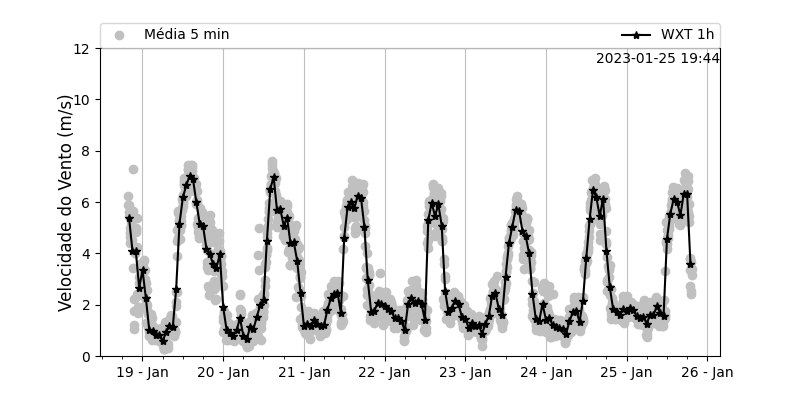 Média 5 min
WXT 1h
2023-01-25 19:44
Velocidade do Vento (m/s)
12
10
8
6
4
2
0
19 - Jan
20 - Jan
21 - Jan
22 - Jan
23 - Jan
24 - Jan
25 - Jan
26 - Jan